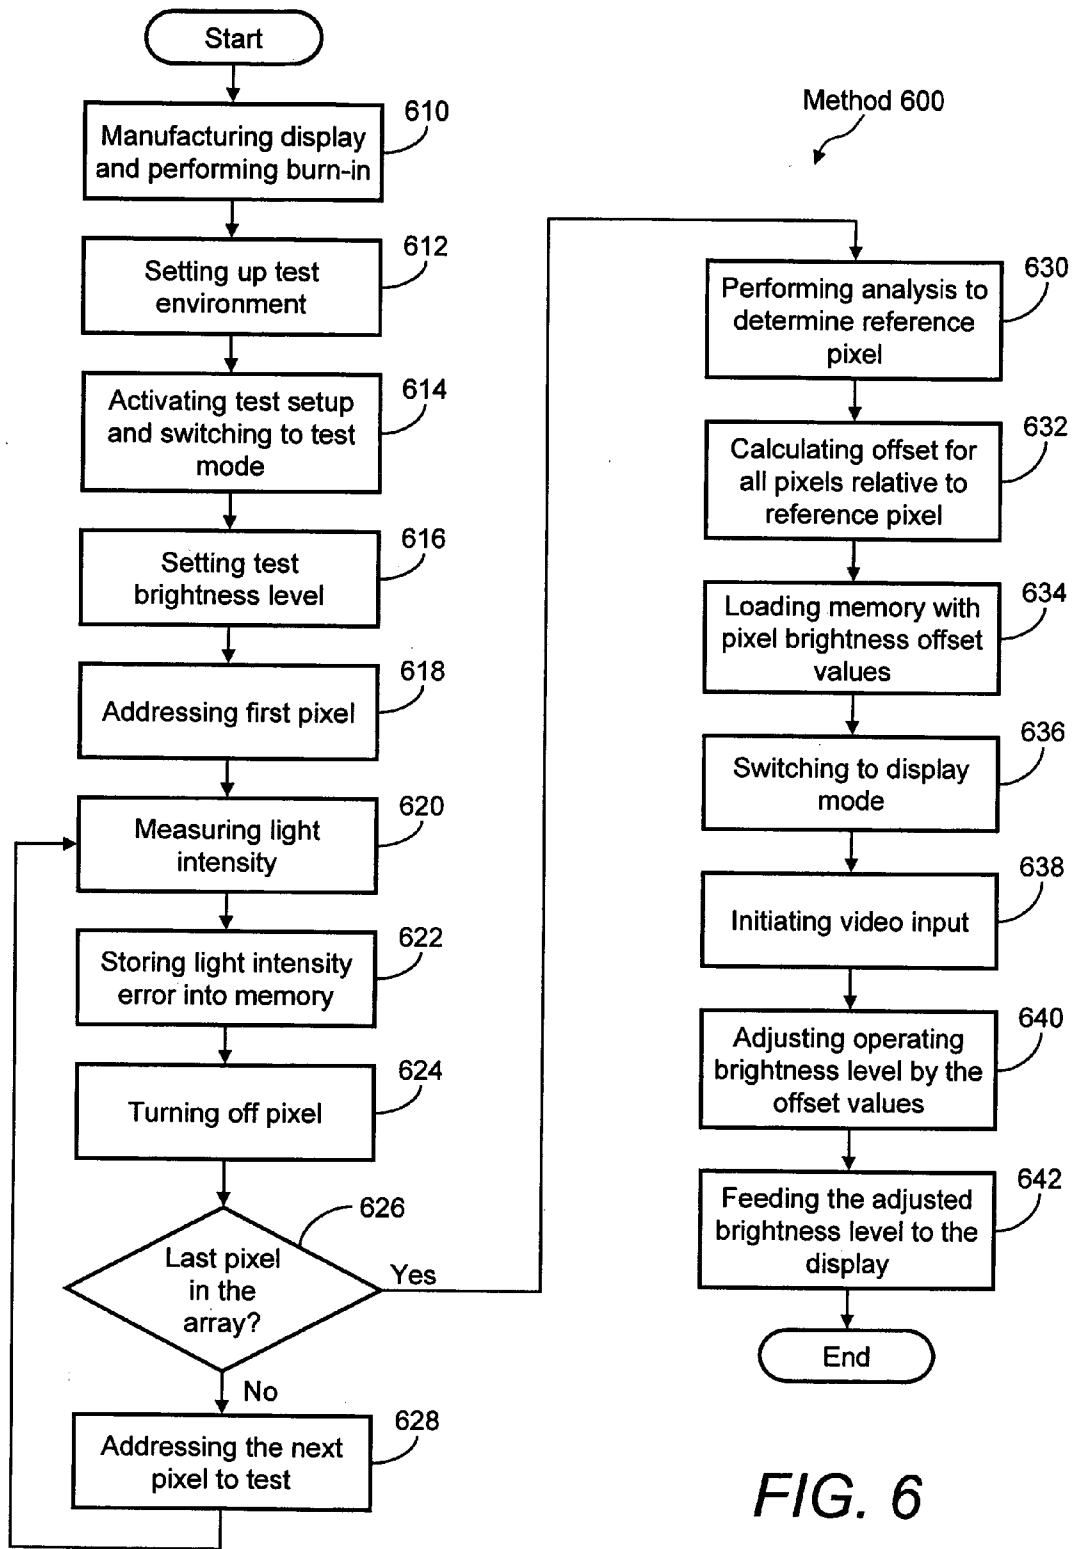 Start
610
Manufacturing display
and performing burn-in
612
Setting up test
environment
614
Activating test setup
and switching to test
mode
616
Setting test
brightness level
618
Addressing first pixel
620
Measuring light
intensity
622
Storing light intensity
error into memory
624
Turning off pixel
626
Last pixel
in the
array?
Yes
No
628
Addressing the next
pixel to test
Method 600
630
Performing analysis to
determine reference
pixel
632
Calculating offset for
all pixels relative to
reference pixel
634
Loading memory with
pixel brightness offset
values
636
Switching to display
mode
638
Initiating video input
640
Adjusting operating
brightness level by the
offset values
642
Feeding the adjusted
brightness level to the
display
End
FIG. 6